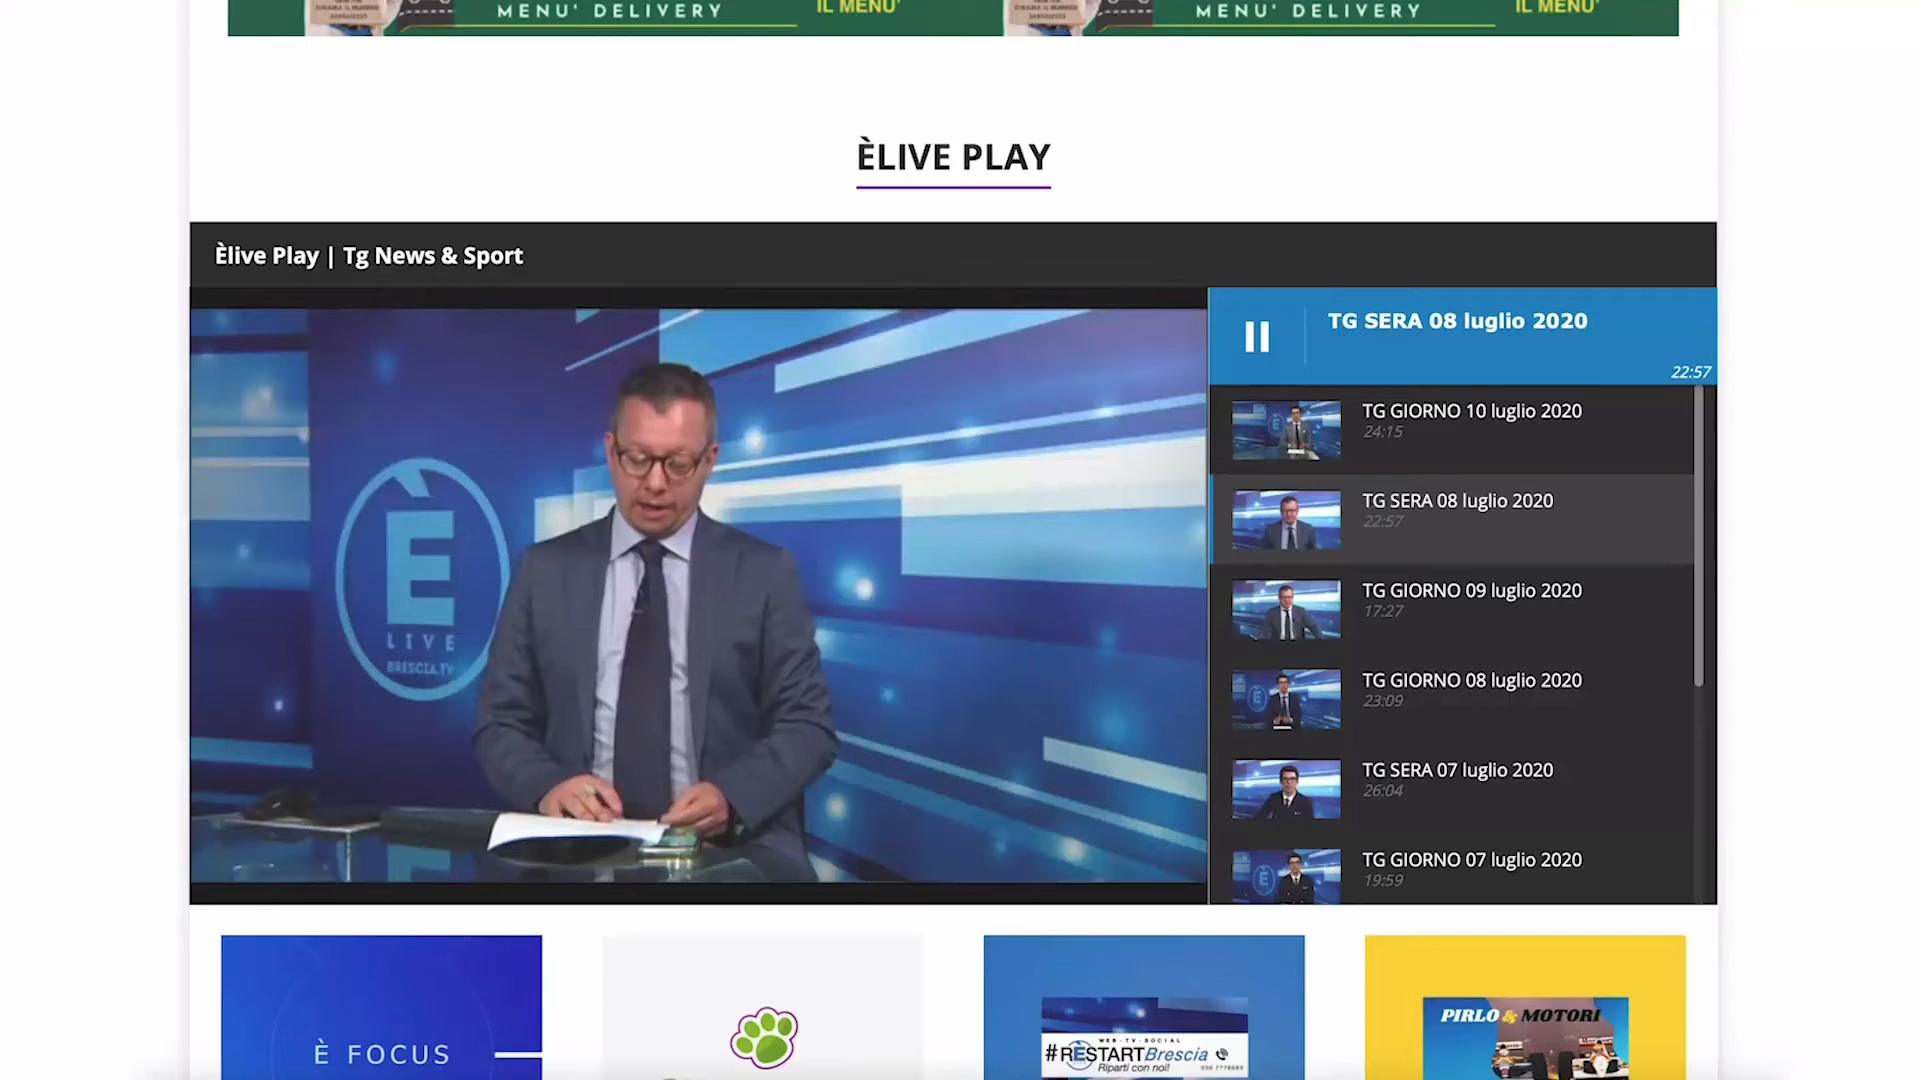 MENU' DELIVERY
IL MENU'
MENU' DELIVERY
IL MENU'
ÈLIVE PLAY
Èlive Play | Tg News & Sport
È
LIVE
BRESCIA.TV
TG SERA 08 luglio 2020
22:57
TG GIORNO 10 luglio 2020
24:15
TG SERA 08 luglio 2020
22:57
TG GIORNO 09 luglio 2020
17:27
TG GIORNO 08 luglio 2020
23:09
TG SERA 07 luglio 2020
26:04
TG GIORNO 07 luglio 2020
19:59
È FOCUS
WEB-TV-SOCIAL
#RESTARTBrescia
Riparti con noi!
PIRLO & MOTORI